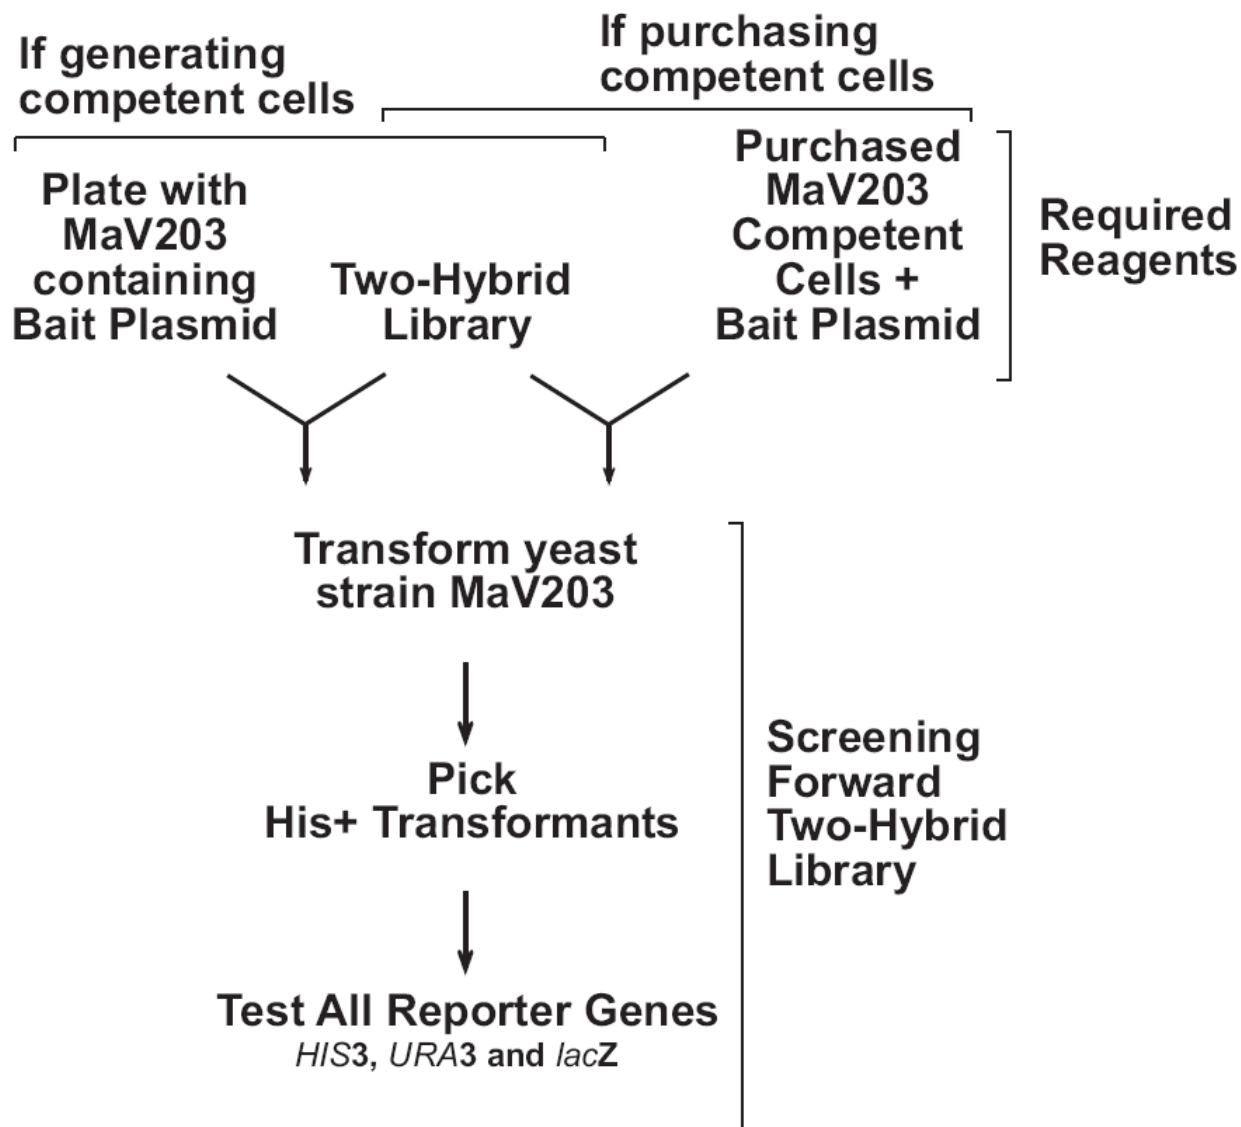 If generating
competent cells
If purchasing
competent cells
Plate with
MaV203
containing
Bait Plasmid
Two-Hybrid
Library
Purchased
MaV203
Competent
Cells +
Bait Plasmid
Required
Reagents
Transform yeast
strain MaV203
Pick
His+ Transformants
Test All Reporter Genes
HIS3, URA3 and lacZ
Screening
Forward
Two-Hybrid
Library